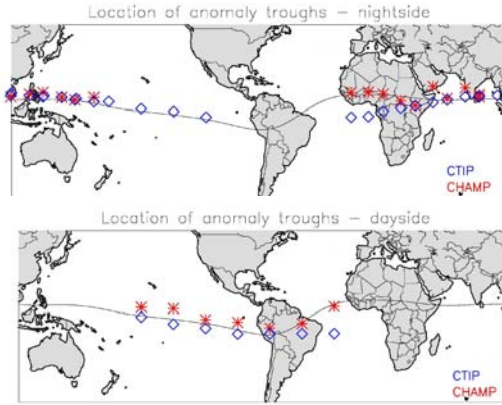 Location of anomaly troughs – nightside
CTIP
CHAMP
Location of anomaly troughs – dayside
CTIP
CHAMP